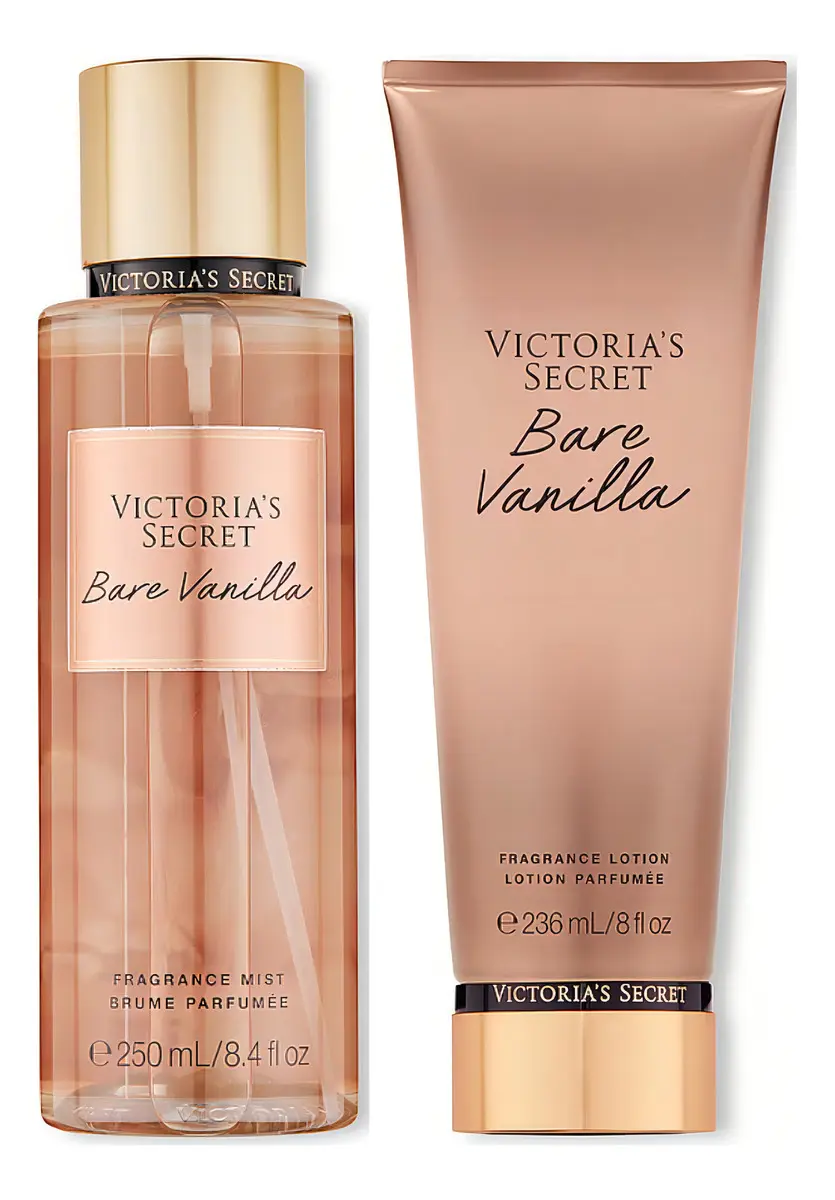 VICTORIA'S SECRET
VICTORIA'S
SECRET
Bare Vanilla
FRAGRANCE MIST
BRUME PARFUMÉE
℮250 mL/8.4 fl oz
VICTORIA'S
SECRET
Bare
Vanilla
FRAGRANCE LOTION
LOTION PARFUMÉE
℮236 mL/8 fl oz
VICTORIA'S SECRET